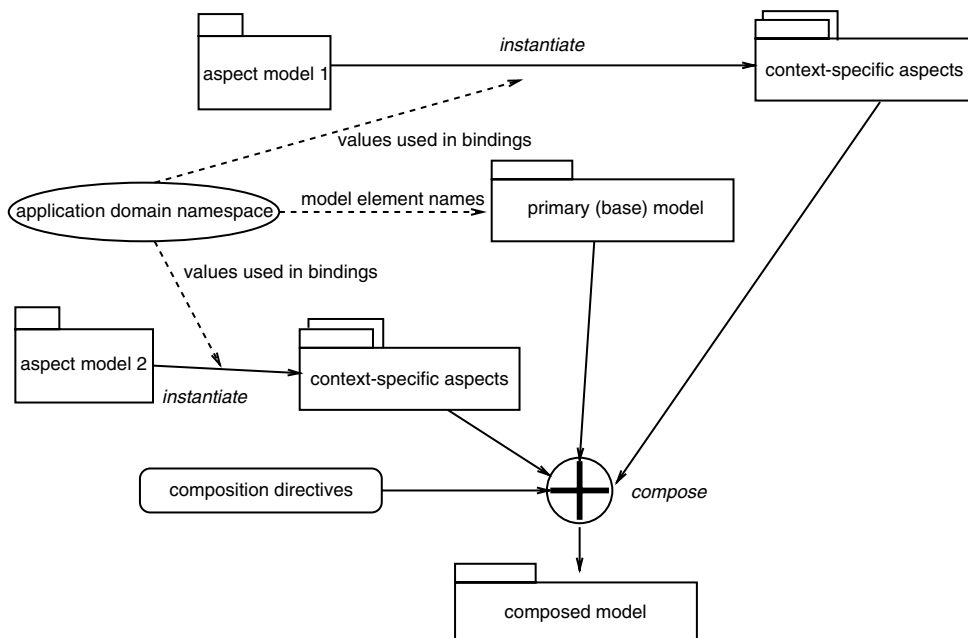 instantiate
aspect model 1
context-specific aspects
values used in bindings
application domain namespace
model element names
primary (base) model
values used in bindings
aspect model 2
instantiate
context-specific aspects
composition directives
compose
composed model